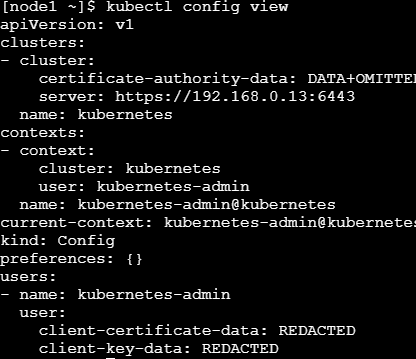 [node1 ~]$ kubectl config view
apiVersion: v1
clusters:
- cluster:
    certificate-authority-data: DATA+OMITTE
    server: https://192.168.0.13:6443
  name: kubernetes
contexts:
- context:
    cluster: kubernetes
    user: kubernetes-admin
  name: kubernetes-admin@kubernetes
current-context: kubernetes-admin@kubernetes
kind: Config
preferences: {}
users:
- name: kubernetes-admin
  user:
    client-certificate-data: REDACTED
    client-key-data: REDACTED